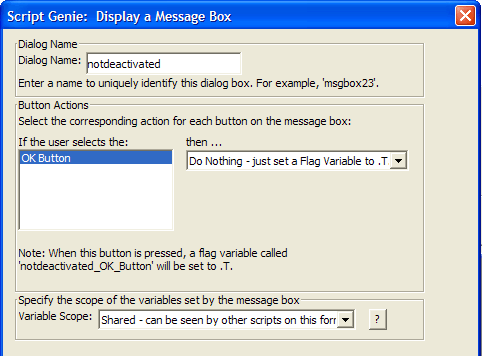 Script Genie: Display a Message Box
Dialog Name
Dialog Name: notdeactivated
Enter a name to uniquely identify this dialog box. For example, 'msgbox23'.
Button Actions
Select the corresponding action for each button on the message box:
If the user selects the: then ...
OK Button Do Nothing - just set a Flag Variable to .T
Note: When this button is pressed, a flag variable called
'notdeactivated_OK_Button' will be set to .T.
Specify the scope of the variables set by the message box
Variable Scope: Shared - can be seen by other scripts on this forr ?